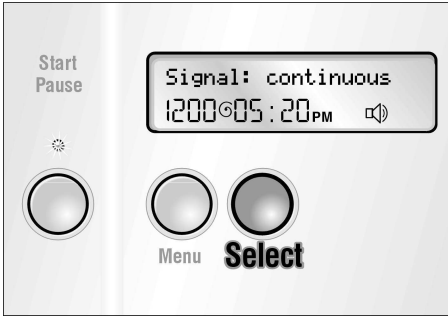 Start
Pause
Signal: continuous
1200 05:20PM
Menu
Select